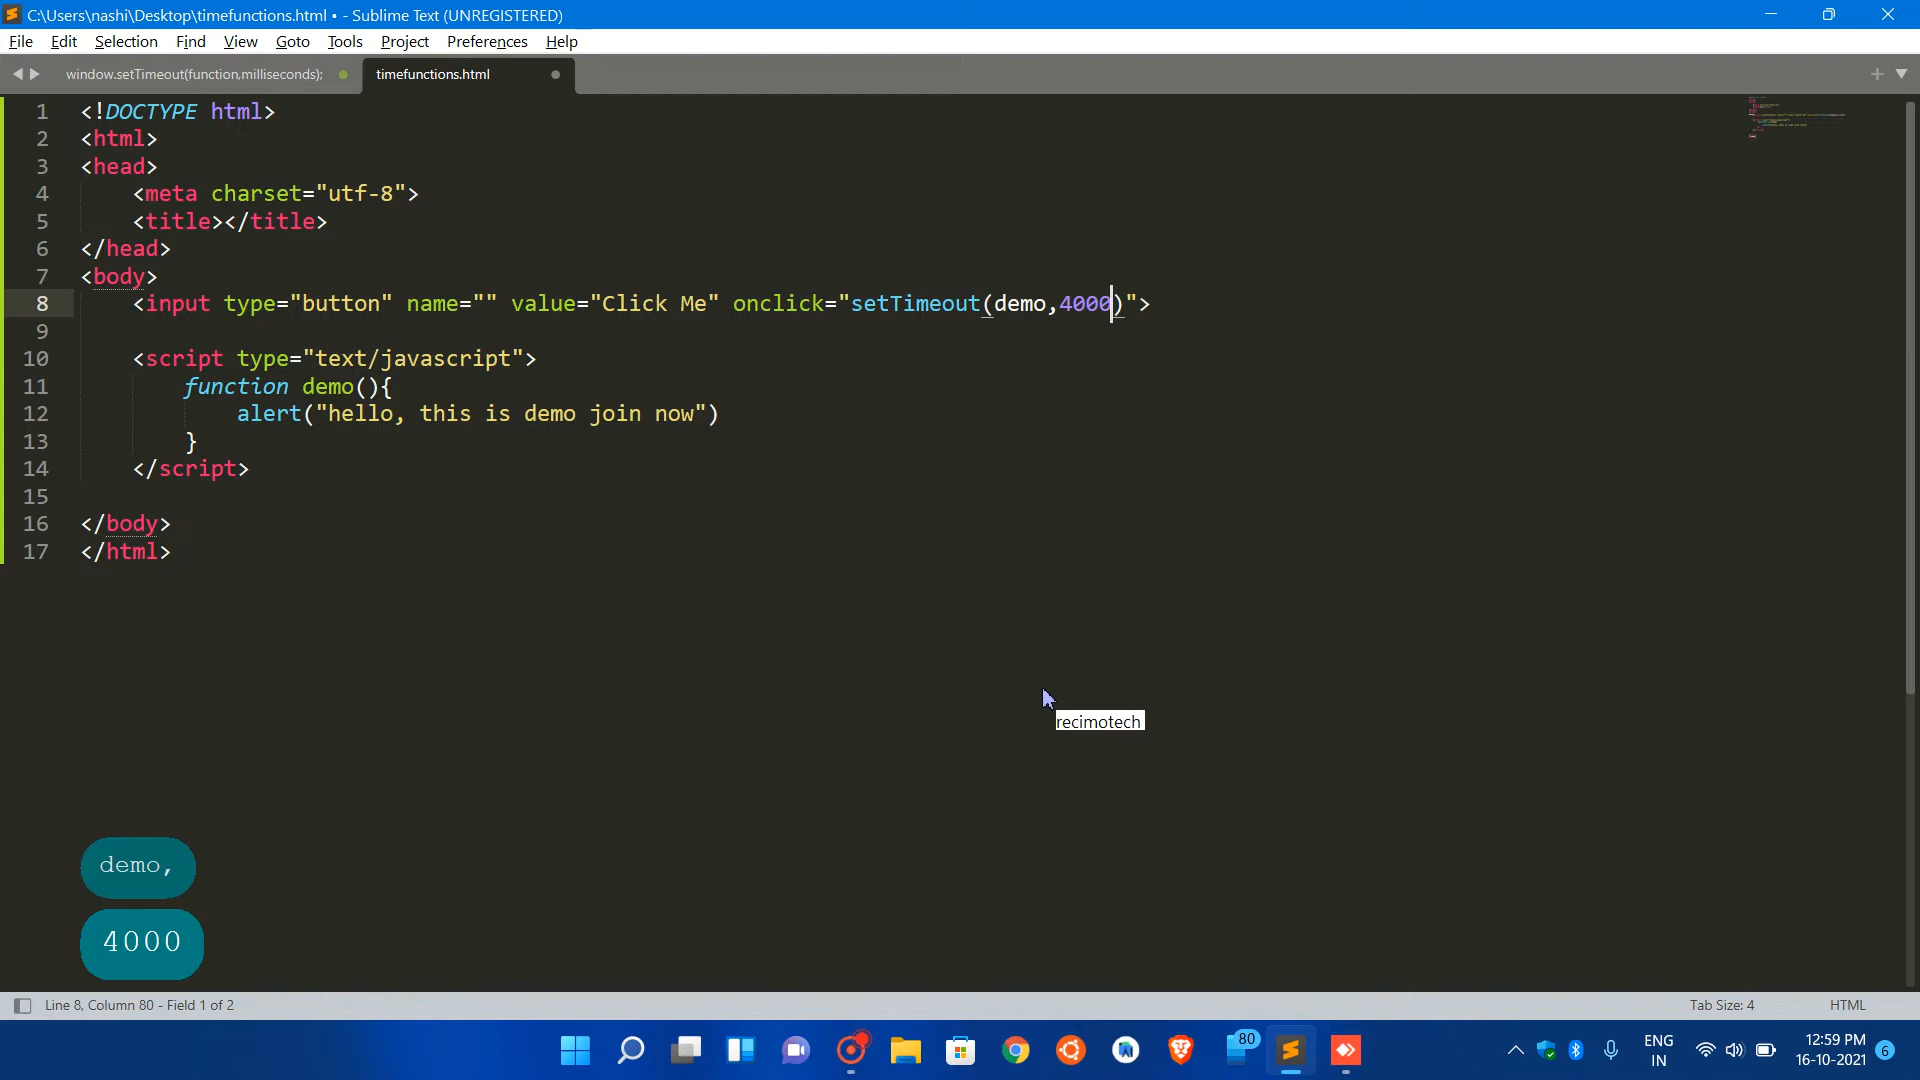 C:\Users\nashi\Desktop\timefunctions.html • - Sublime Text (UNREGISTERED)
File Edit Selection Find View Goto Tools Project Preferences Help
window.setTimeout(function,milliseconds); timefunctions.html
1 <!DOCTYPE html>
2 <html>
3 <head>
4 <meta charset="utf-8">
5 <title></title>
6 </head>
7 <body>
8 <input type="button" name="" value="Click Me" onclick="setTimeout(demo,4000)">
9
10 <script type="text/javascript">
11 function demo(){
12 alert("hello, this is demo join now")
13 }
14 </script>
15
16 </body>
17 </html>
recimotech
demo,
4000
Line 8, Column 80 - Field 1 of 2 Tab Size: 4 HTML
80
ENG
IN
12:59 PM
16-10-2021
6